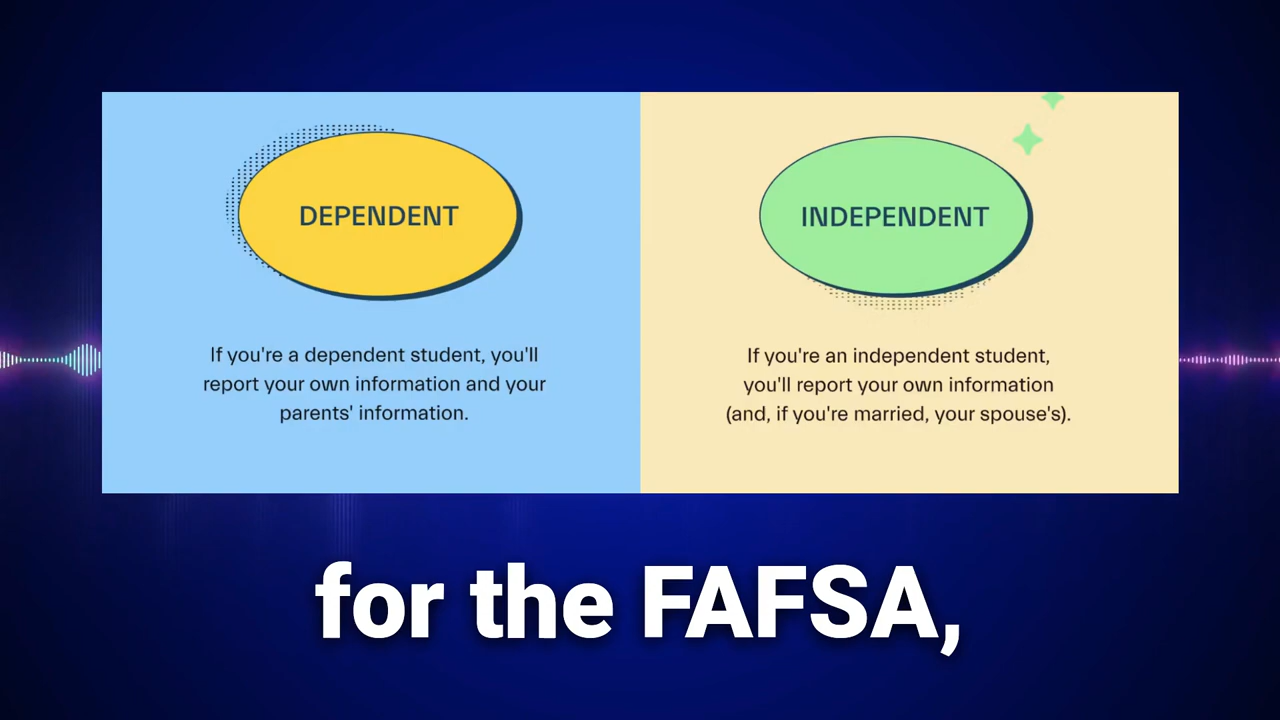 DEPENDENT
If you're a dependent student, you'll
report your own information and your
parents' information.
INDEPENDENT
If you're an independent student,
you'll report your own information
(and, if you're married, your spouse's).
for the FAFSA,